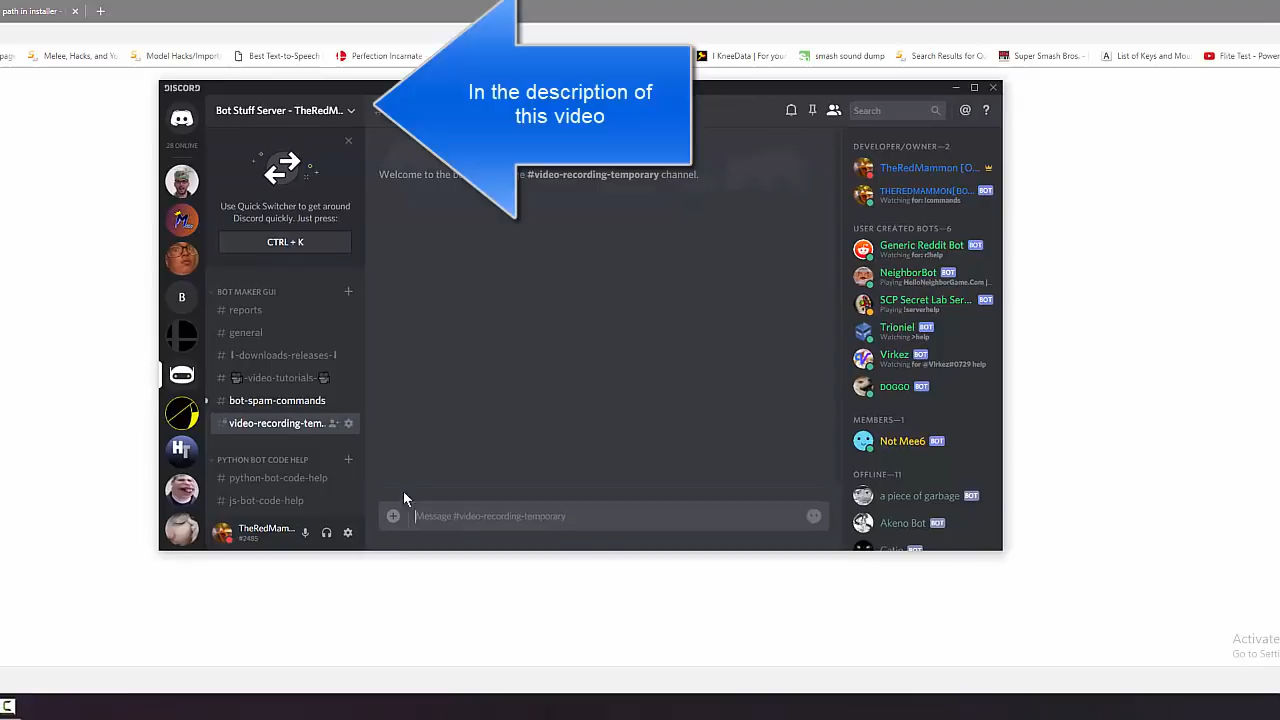 path in installer -
Melee, Hacks, and Yo
Model Hacks/Import
Best Text-to-Speech
Perfection Incarnate
I KneeData | For your
smash sound dump
Search Results for O
Super Smash Bros. -
List of Keys and Mou
Flite Test - Power
In the description of
this video
DISCORD
Bot Stuff Server - TheRedM...
Search
28 ONLINE
Use Quick Switcher to get around
Discord quickly. Just press:
CTRL + K
BOT MAKER GUI
# reports
# general
# -downloads-releases-
# -video-tutorials-
bot-spam-commands
video-recording-tem...
PYTHON BOT CODE HELP
# python-bot-code-help
# js-bot-code-help
TheRedMam...
#2485
Welcome to the
#video-recording-temporary channel.
Message #video-recording-temporary
DEVELOPER/OWNER—2
TheRedMammon [O...
THEREDMAMMON[BO... BOT
Watching for: !commands
USER CREATED BOTS—6
Generic Reddit Bot BOT
Watching for: r!help
NeighborBot BOT
Playing HelloNeighborGame.Com |...
SCP Secret Lab Ser... BOT
Playing !serverhelp
Trioniel BOT
Watching >help
Virkez BOT
Watching for @Virkez#0729 help
DOGGO BOT
MEMBERS—1
Not Mee6 BOT
OFFLINE—11
a piece of garbage BOT
Akeno Bot BOT
BOT
Activate
Go to Setti
B
HT